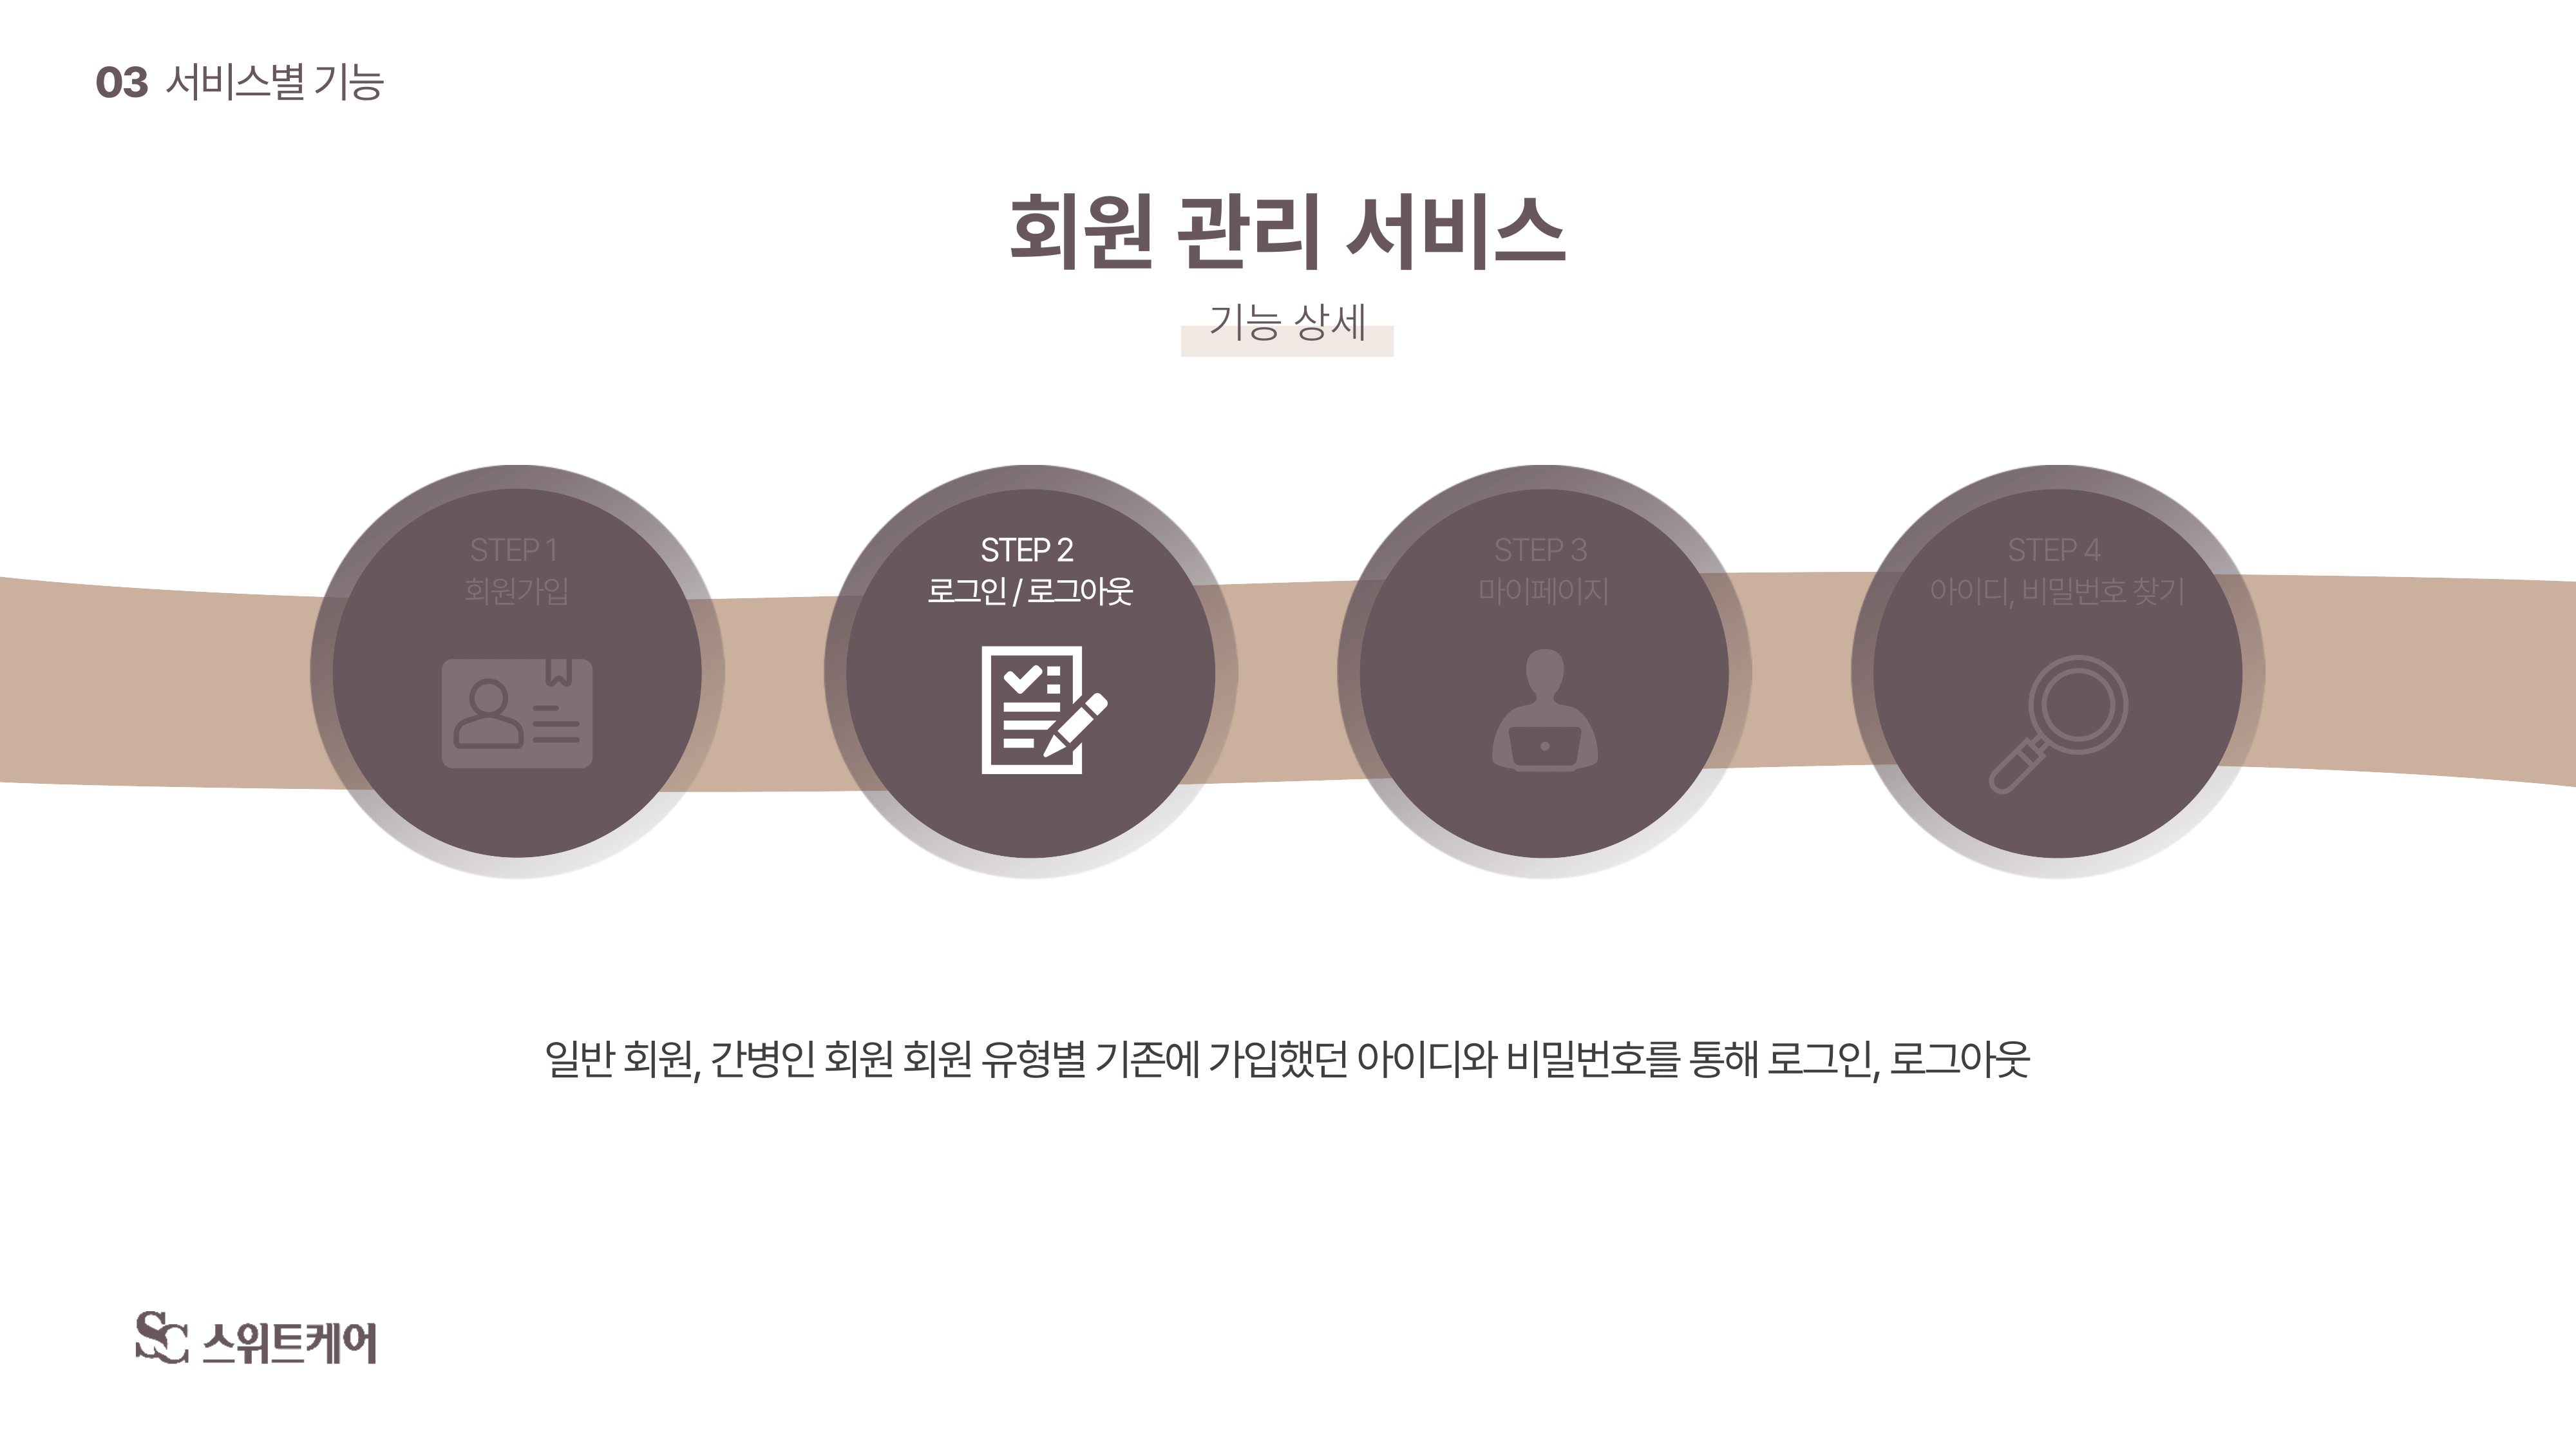 03 서비스별 기능
회원 관리 서비스
기능 상세
STEP 1
회원가입
STEP 2
로그인 / 로그아웃
STEP 3
마이페이지
STEP 4
아이디, 비밀번호 찾기
일반 회원, 간병인 회원 회원 유형별 기존에 가입했던 아이디와 비밀번호를 통해 로그인, 로그아웃
SC 스위트케어